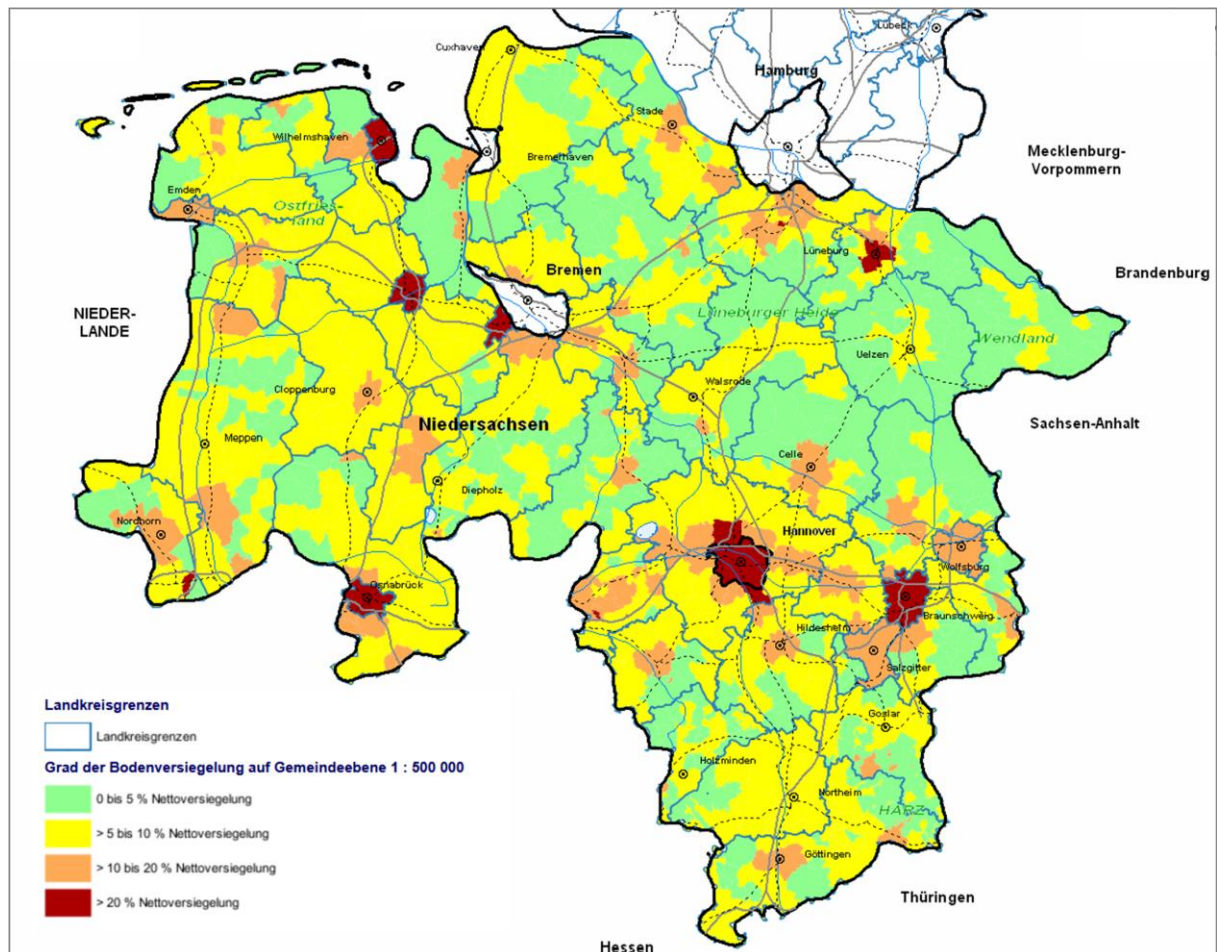 Cuxhaven
Lübeck
Hamburg
Stade
Wilhelmshaven
Bremerhaven
Mecklenburg-
Vorpommern
Emden
Ostfries-
land
Lüneburg
Bremen
Brandenburg
NIEDER-
LANDE
Lüneburger Heide
Wendland
Uelzen
Cloppenburg
Walsrode
Niedersachsen
Sachsen-Anhalt
Meppen
Celle
Diepholz
Nordhorn
Hannover
Wolfsburg
Osnabrück
Braunschweig
Hildesheim
Salzgitter
Landkreisgrenzen
Landkreisgrenzen
Goslar
Grad der Bodenversiegelung auf Gemeindeebene 1 : 500 000
Holzminden
0 bis 5 % Nettoversiegelung
Northeim
HARZ
> 5 bis 10 % Nettoversiegelung
Göttingen
> 10 bis 20 % Nettoversiegelung
Thüringen
> 20 % Nettoversiegelung
Hessen